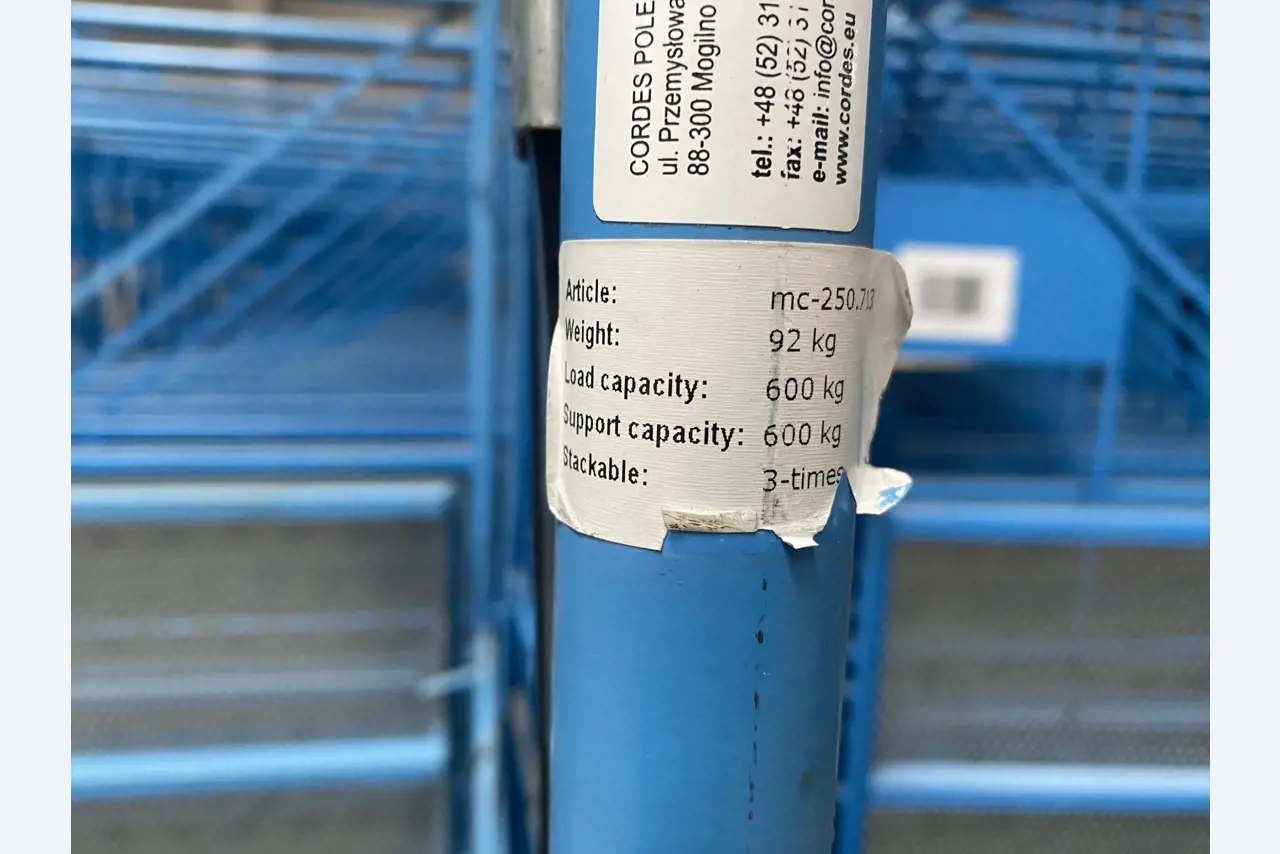 CORDES POLE
ul. Przemysłowa
88-300 Mogilno
tel.: +48 (52) 31
fax: +48 (52) 31
e-mail: info@cor
www.cordes.eu
Article: mc-250.713
Weight: 92 kg
Load capacity: 600 kg
Support capacity: 600 kg
Stackable: 3-times